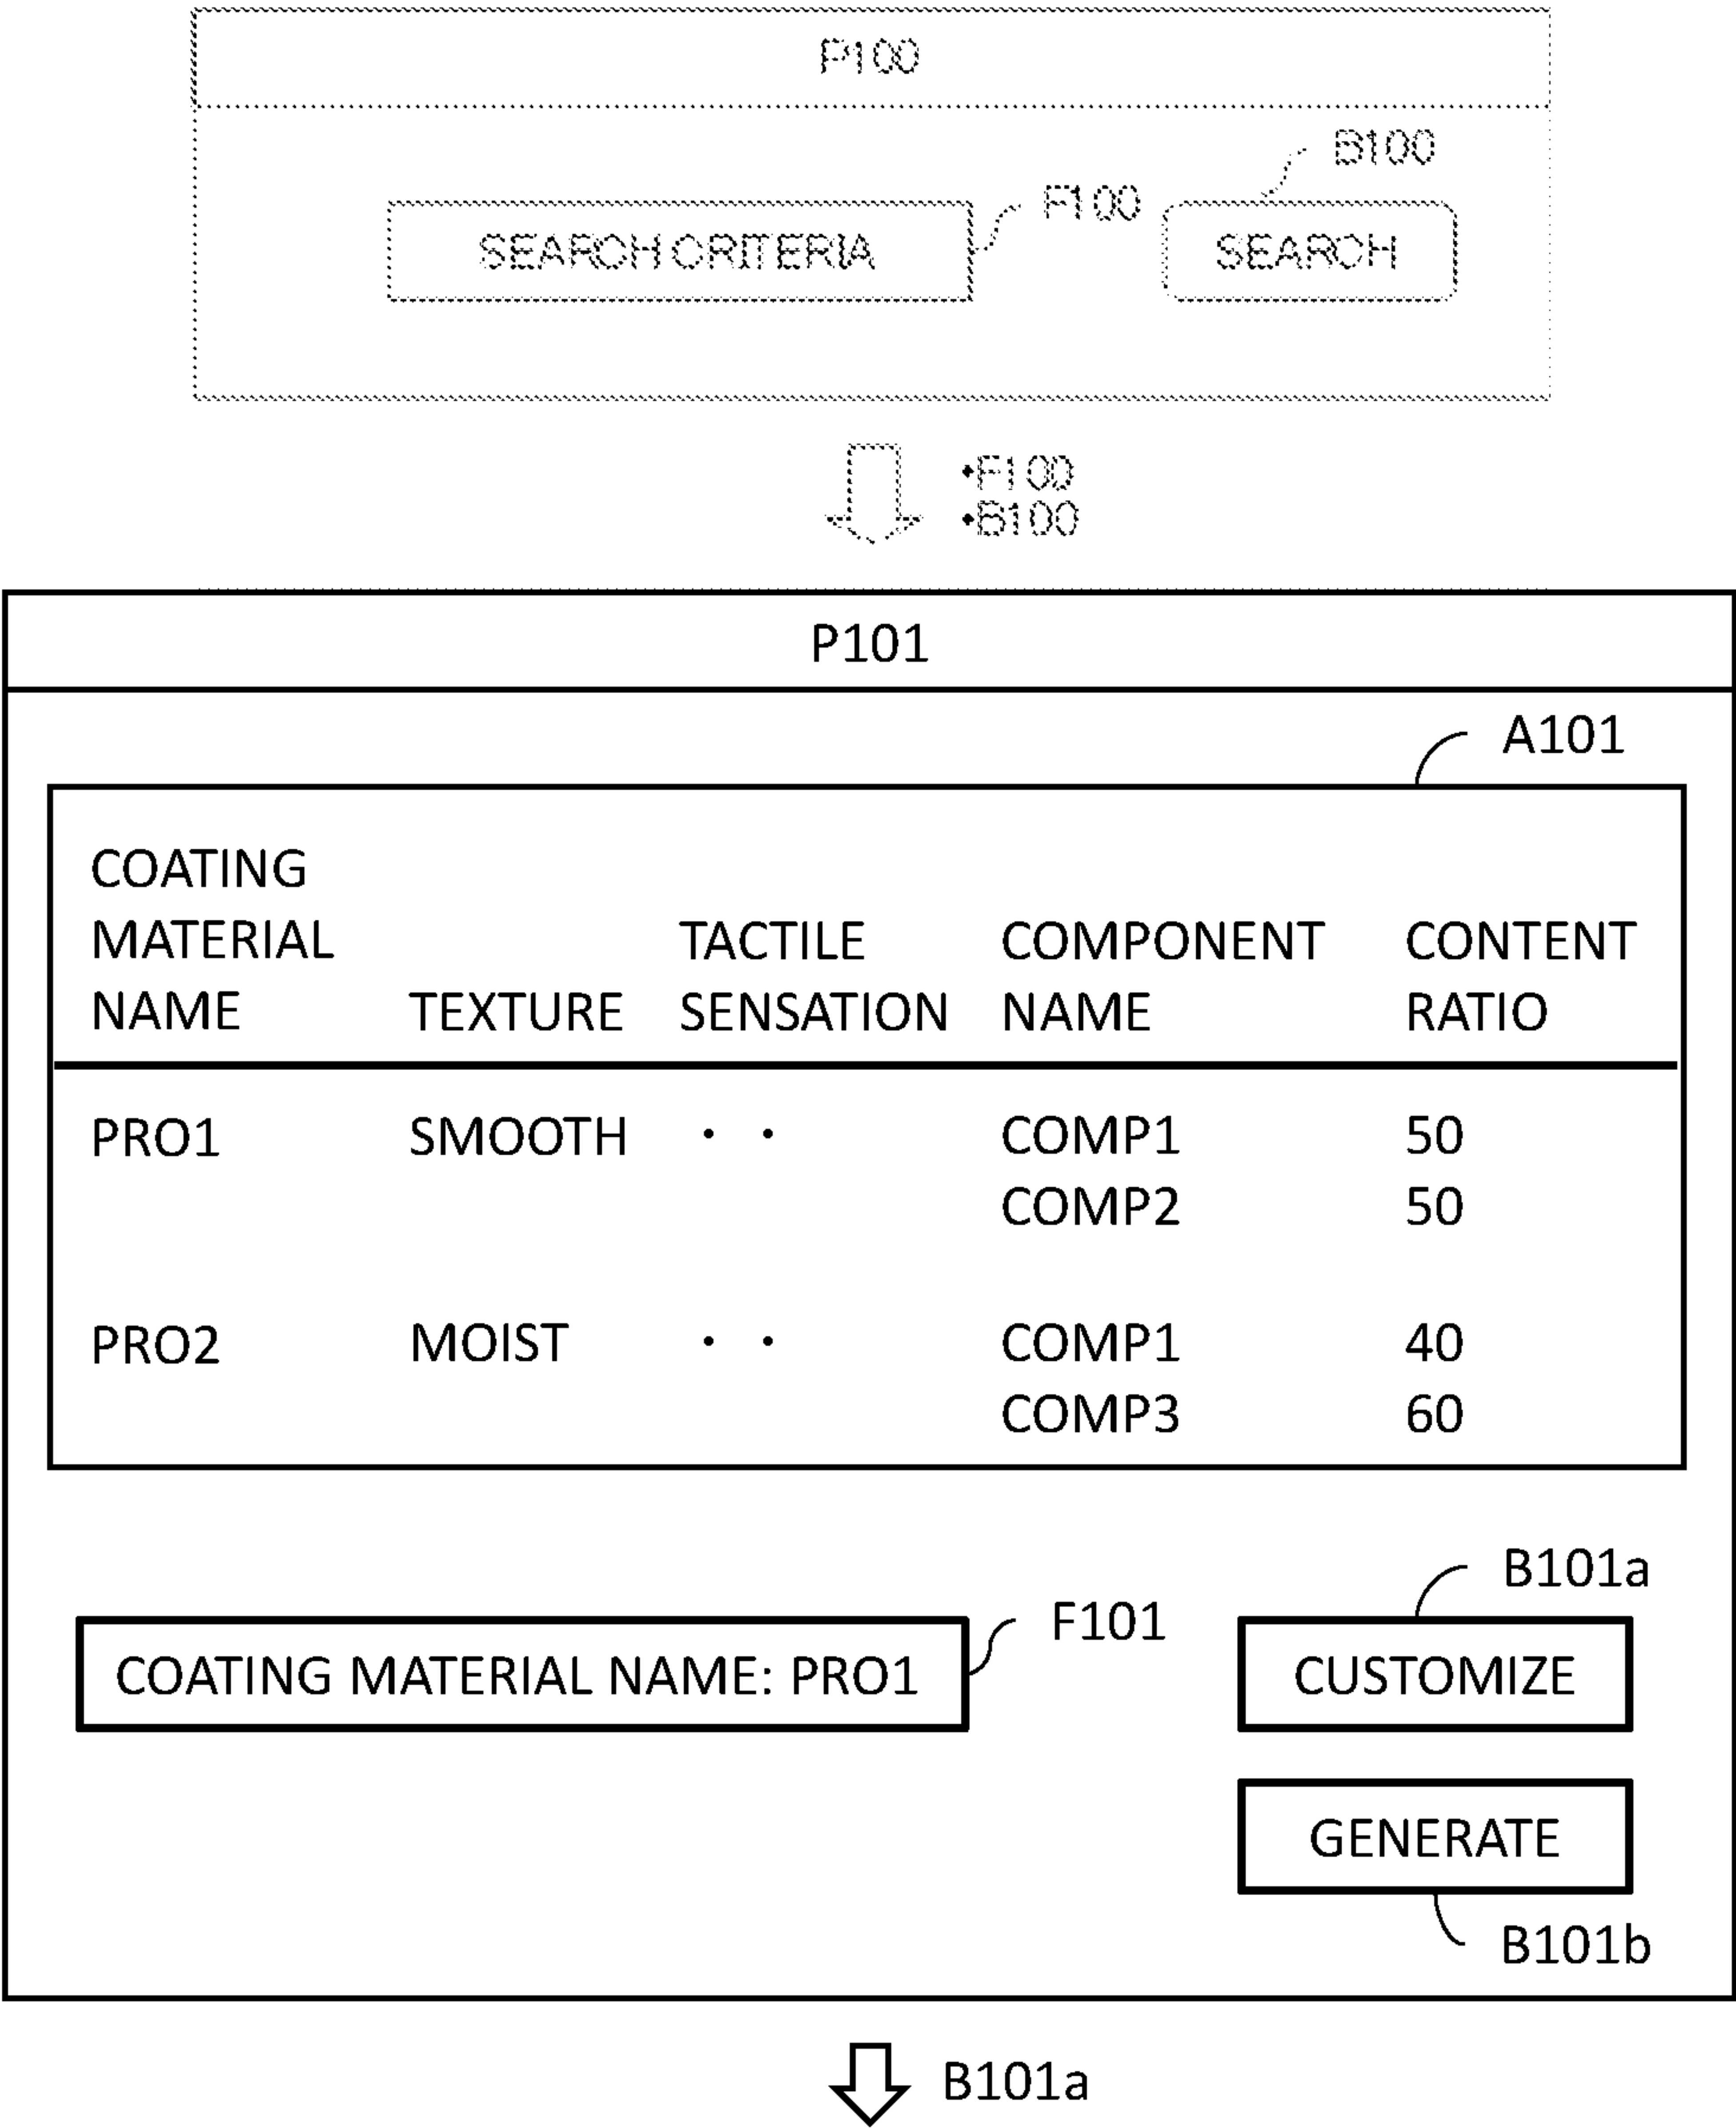 P100
B100
F100
SEARCH CRITERIA
SEARCH
•F100
•B100
P101
A101
COATING MATERIAL NAME TEXTURE TACTILE SENSATION COMPONENT NAME CONTENT RATIO
PRO1 SMOOTH ・ ・ COMP1 50
COMP2 50
PRO2 MOIST ・ ・ COMP1 40
COMP3 60
B101a
F101
COATING MATERIAL NAME: PRO1
CUSTOMIZE
GENERATE
B101b
B101a